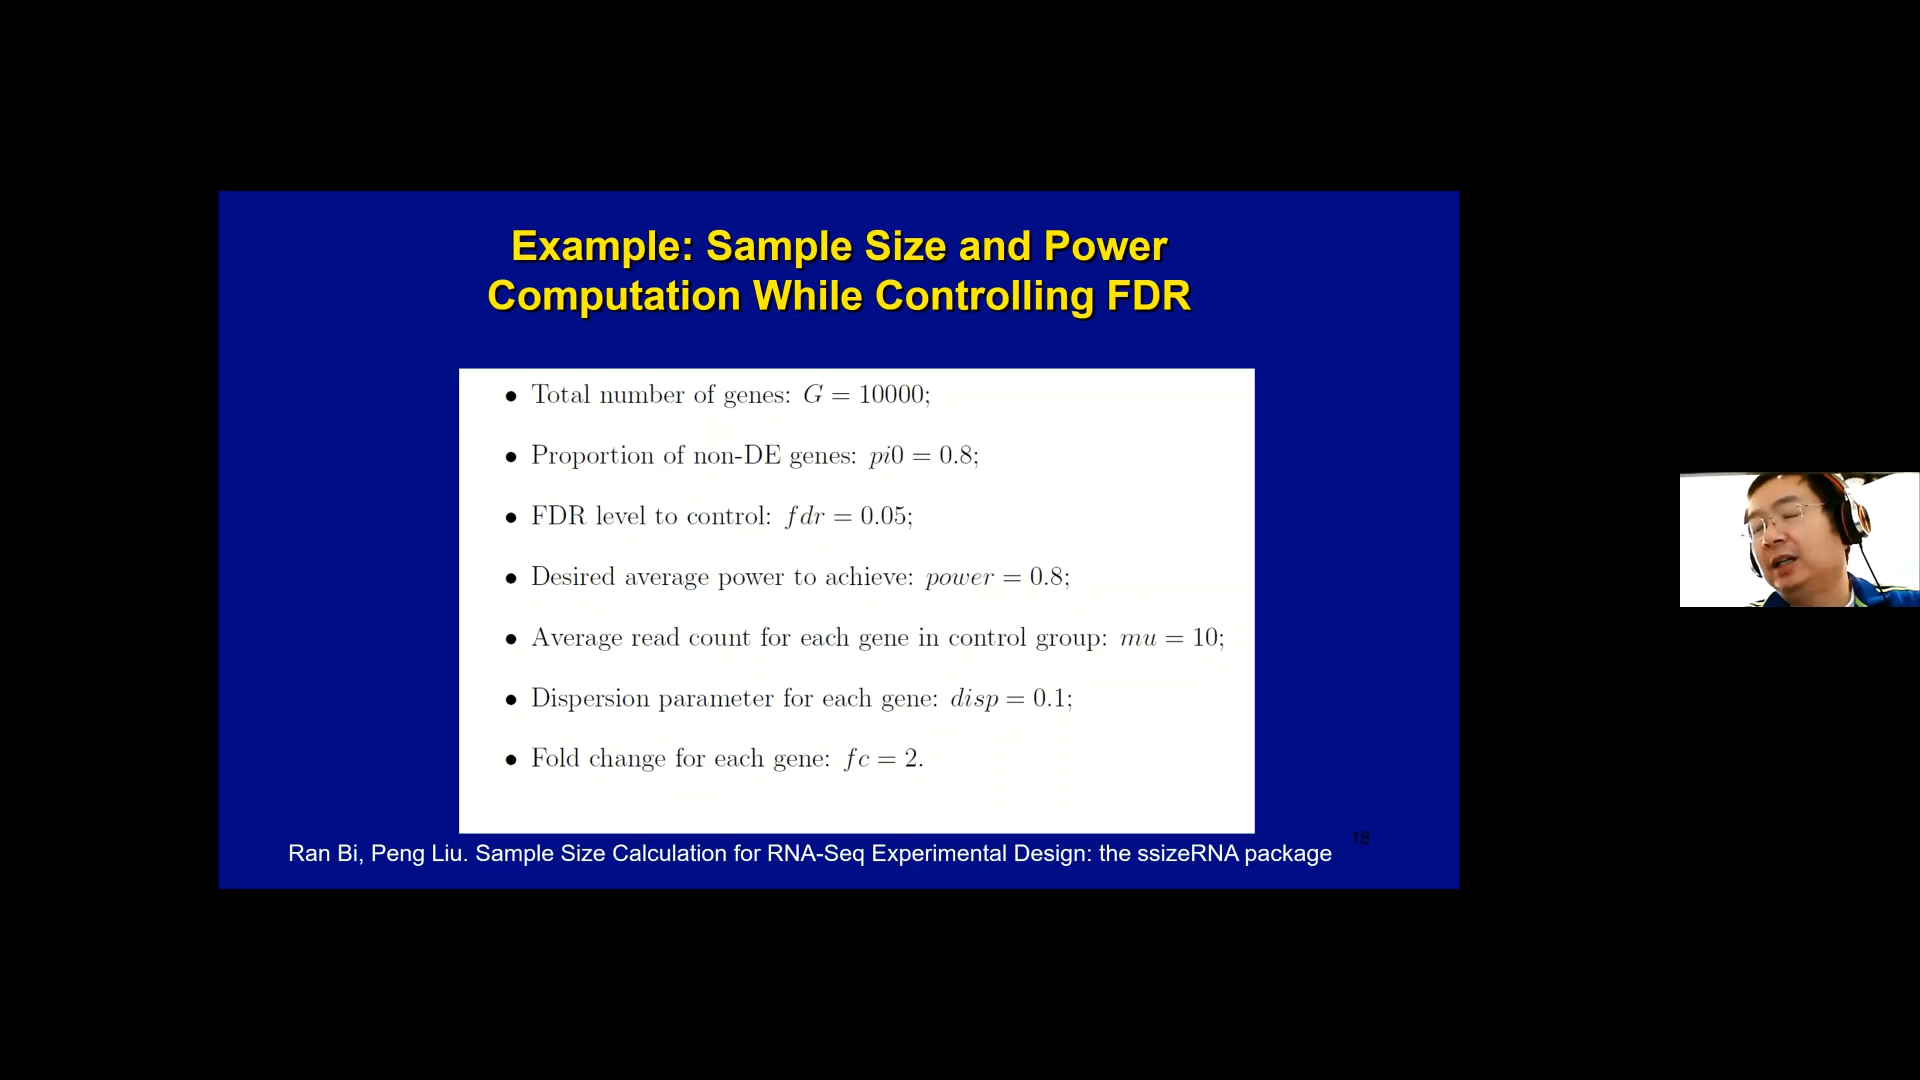 Example: Sample Size and Power
Computation While Controlling FDR
• Total number of genes: G = 10000;
• Proportion of non-DE genes: pi0 = 0.8;
• FDR level to control: fdr = 0.05;
• Desired average power to achieve: power = 0.8;
• Average read count for each gene in control group: mu = 10;
• Dispersion parameter for each gene: disp = 0.1;
• Fold change for each gene: fc = 2.
18
Ran Bi, Peng Liu. Sample Size Calculation for RNA-Seq Experimental Design: the ssizeRNA package